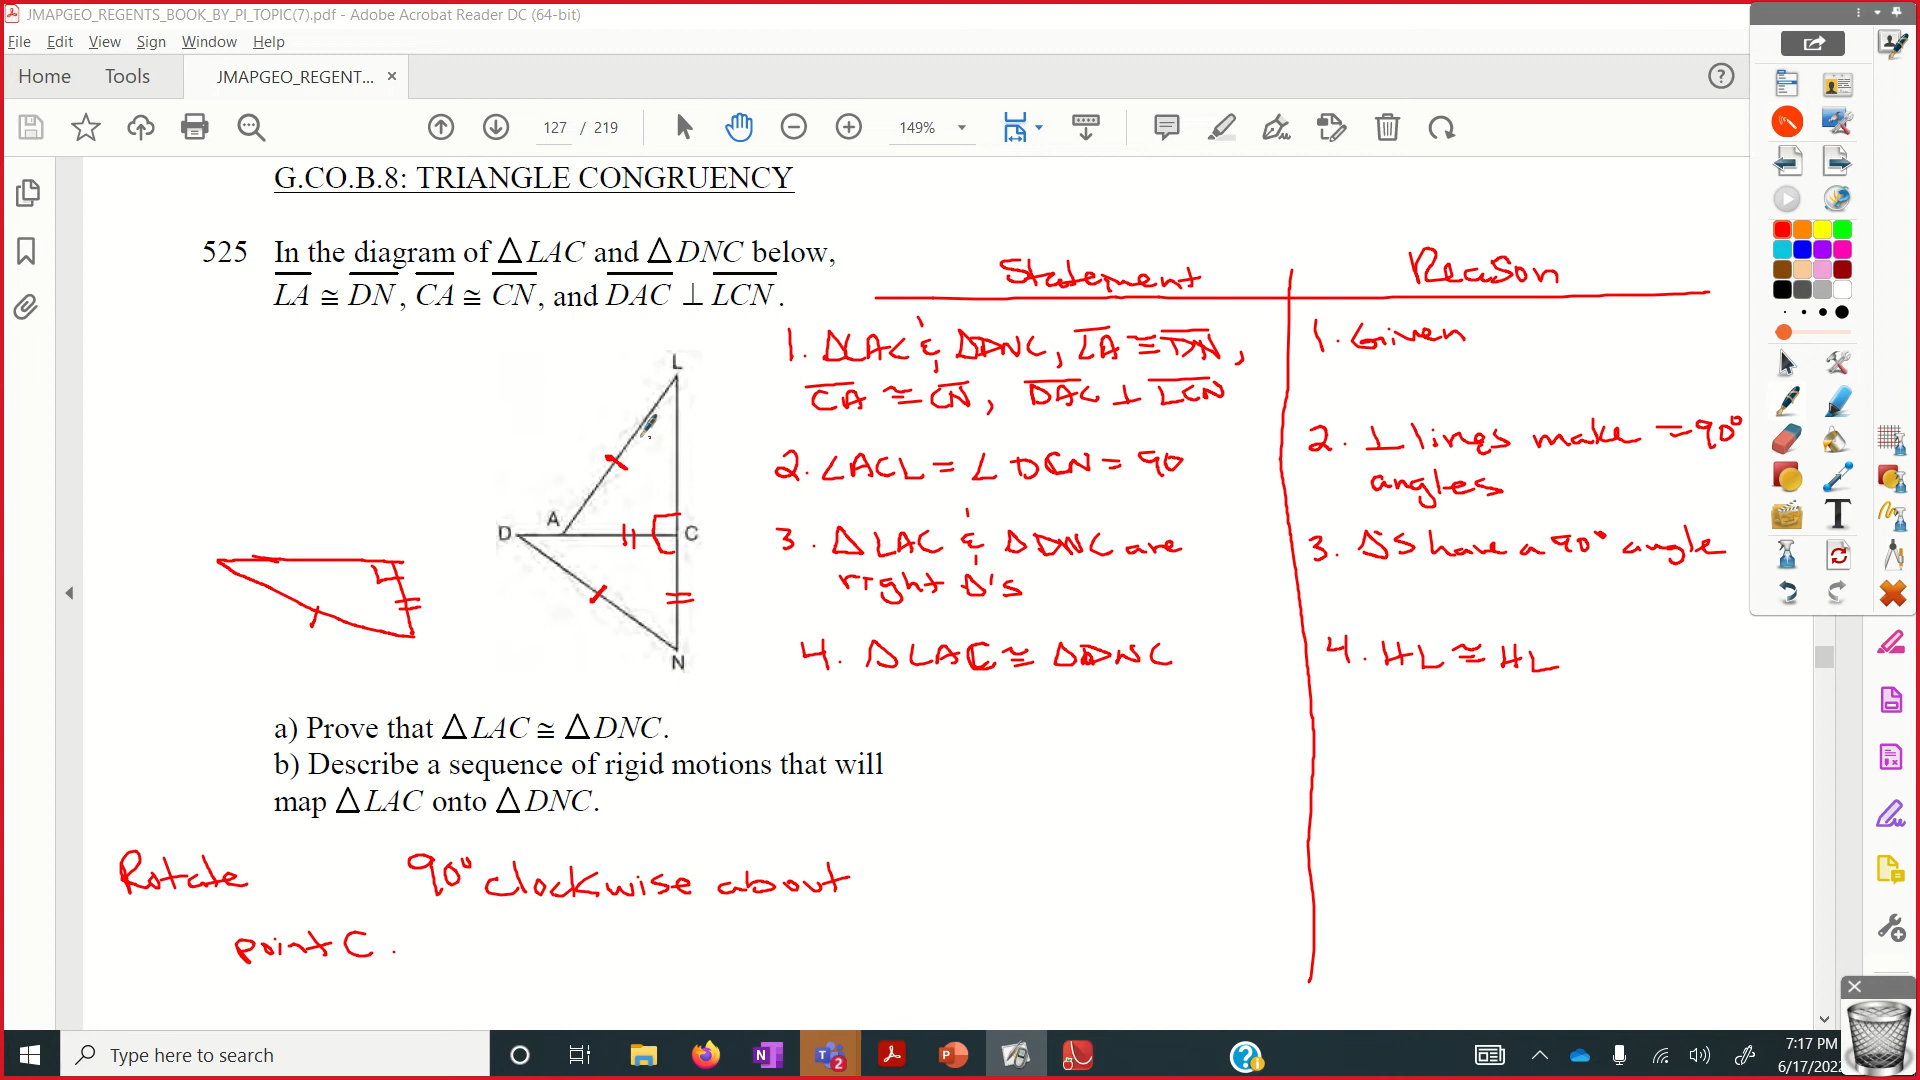 JMAPGEO_REGENTS_BOOK_BY_PI_TOPIC(7).pdf - Adobe Acrobat Reader DC (64-bit)
File Edit View Sign Window Help
Home Tools JMAPGEO_REGENT... ×
127 / 219 149%
G.CO.B.8: TRIANGLE CONGRUENCY
525 In the diagram of △LAC and △DNC below,
LA ≅ DN, CA ≅ CN, and DAC ⊥ LCN.
Statement Reason
1. △LAC & △DNC, LA ≅ DN,
CA ≅ CN, DAC ⊥ LCN
1. Given
2. ∠ACL = ∠DCN = 90
2. ⊥ lines make = 90°
angles
3. △LAC & △DNC are
right △'s
3. △'s have a 90° angle
4. △LAC ≅ △DNC
4. HL ≅ HL
L
A
D
C
N
a) Prove that △LAC ≅ △DNC.
b) Describe a sequence of rigid motions that will
map △LAC onto △DNC.
Rotate 90° clockwise about
point C.
Type here to search
7:17 PM
6/17/2022